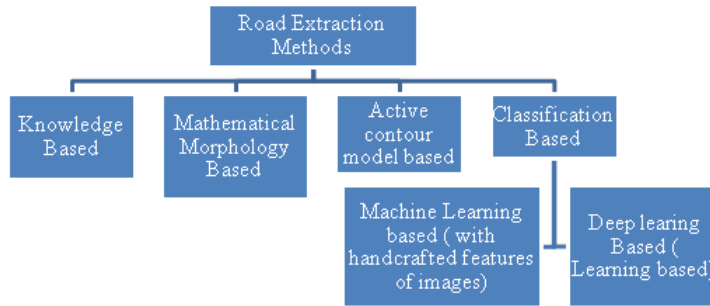 Road Extraction
Methods
Knowledge
Based
Mathematical
Morphology
Based
Active
contour
model based
Classification
Based
Machine Learning
based ( with
handcrafted features
of images)
Deep learing
Based (
Learning based)